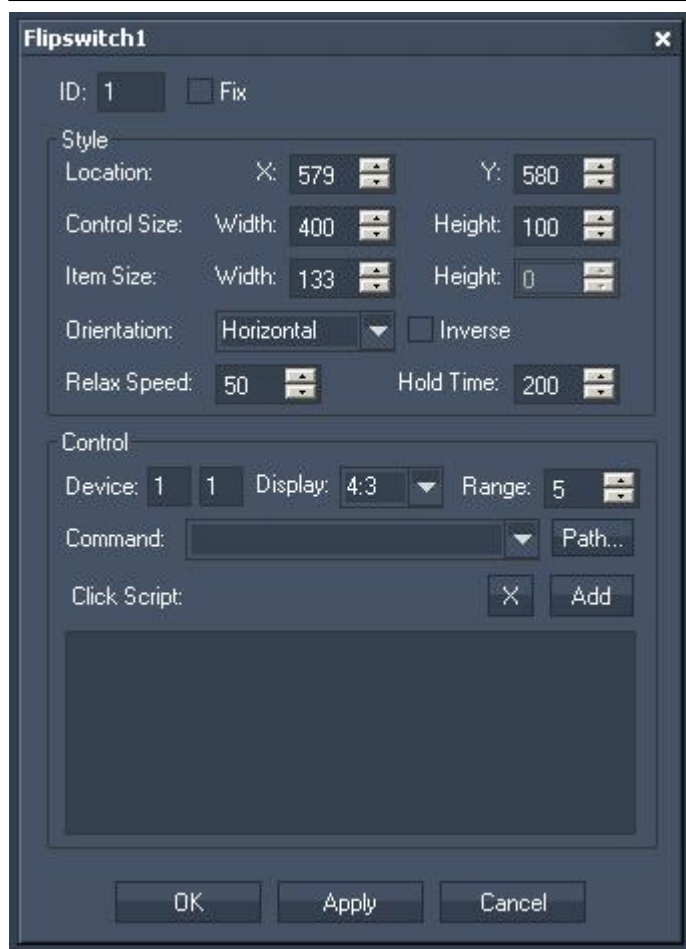 Flipswitch1
ID: 1 Fix
Style
Location: X: 579 Y: 580
Control Size: Width: 400 Height: 100
Item Size: Width: 133 Height: 0
Orientation: Horizontal Inverse
Relax Speed: 50 Hold Time: 200
Control
Device: 1 1 Display: 4:3 Range: 5
Command: Path...
Click Script: X Add
OK Apply Cancel